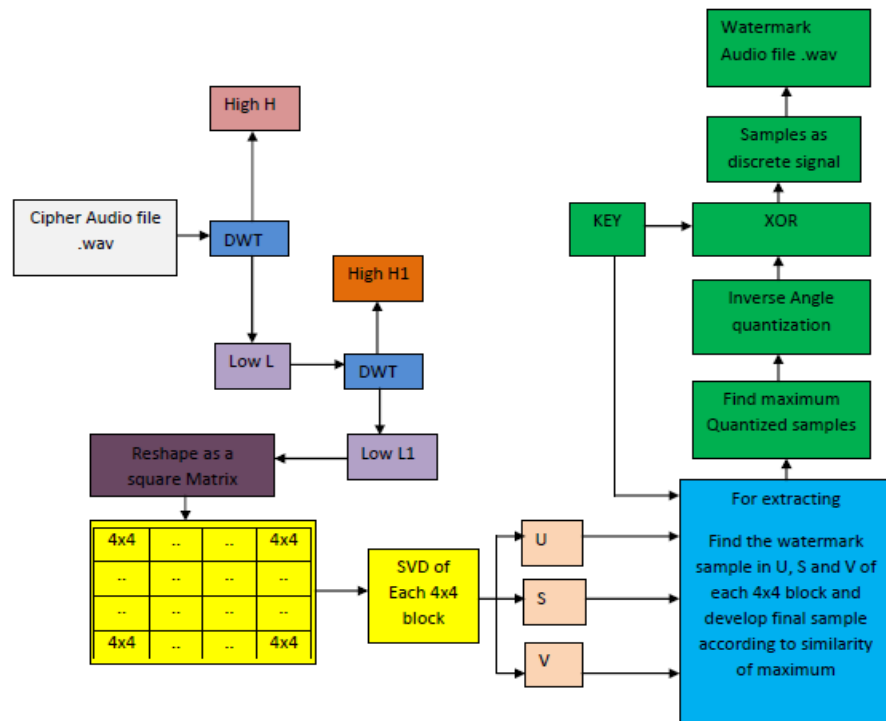 Watermark
Audio file .wav
High H
Samples as
discrete signal
Cipher Audio file
.wav
DWT
KEY
XOR
High H1
Inverse Angle
quantization
Low L
DWT
Find maximum
Quantized samples
Reshape as a
square Matrix
Low L1
For extracting
Find the watermark
sample in U, S and V of
each 4x4 block and
develop final sample
according to similarity
of maximum
4x4 .. .. 4x4
.. .. .. ..
.. .. .. ..
4x4 .. .. 4x4
SVD of
Each 4x4
block
U
S
V